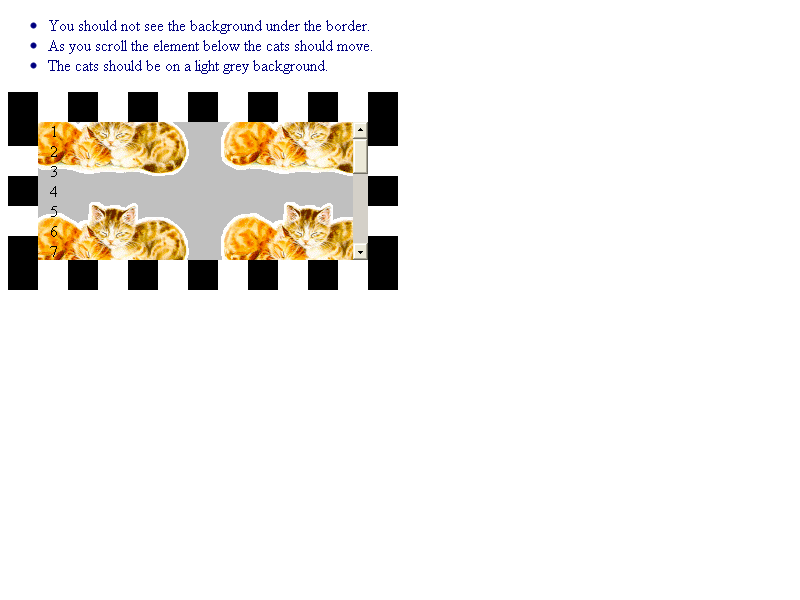 You should not see the background under the border.
As you scroll the element below the cats should move.
The cats should be on a light grey background.
1
2
3
4
5
6
7